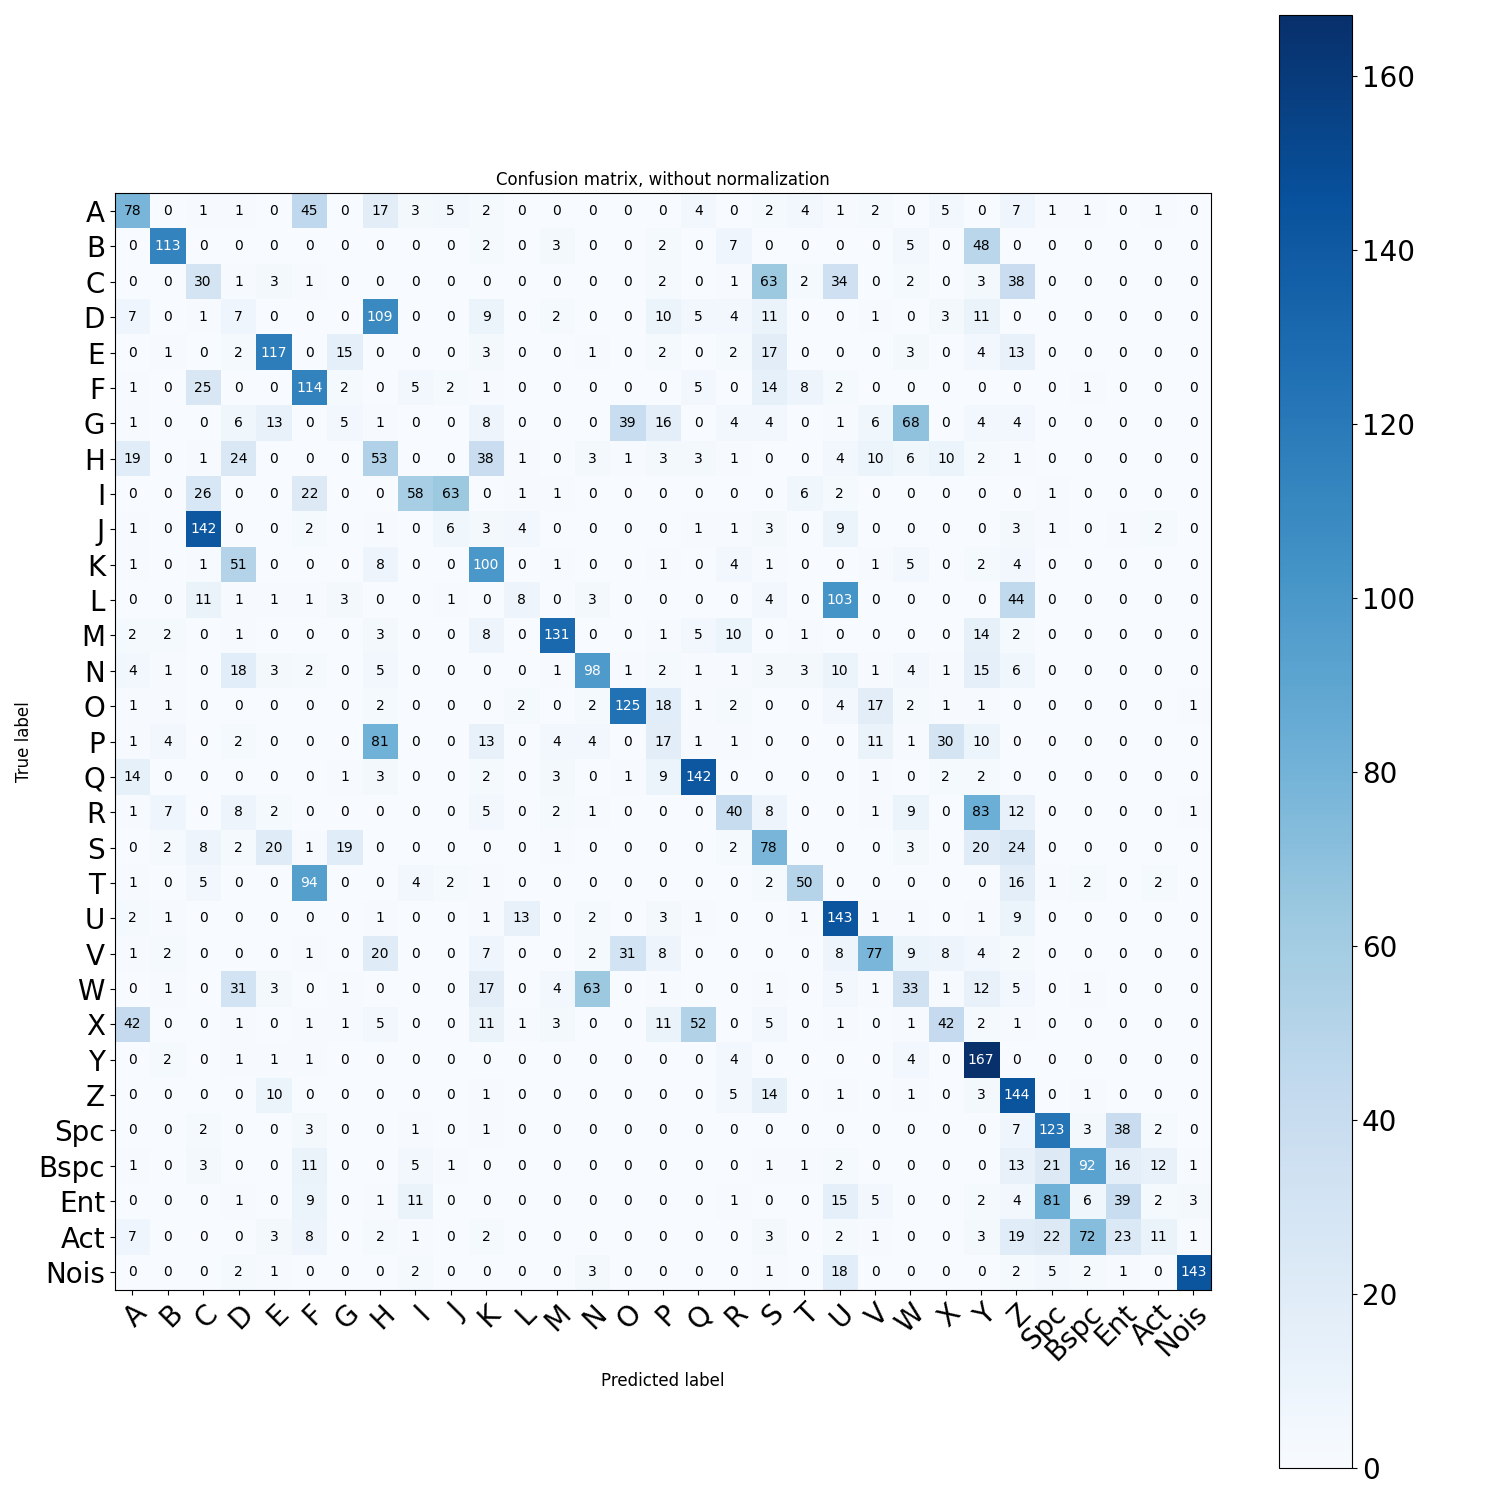 Confusion matrix, without normalization
A 78 0 1 1 0 45 0 17 3 5 2 0 0 0 0 0 4 0 2 4 1 2 0 5 0 7 1 1 0 1 0
B 0 113 0 0 0 0 0 0 0 0 2 0 3 0 0 2 0 7 0 0 0 0 5 0 48 0 0 0 0 0 0
C 0 0 30 1 3 1 0 0 0 0 0 0 0 0 0 2 0 1 63 2 34 0 2 0 3 38 0 0 0 0 0
D 7 0 1 7 0 0 0 109 0 0 9 0 2 0 0 10 5 4 11 0 0 1 0 3 11 0 0 0 0 0 0
E 0 1 0 2 117 0 15 0 0 0 3 0 0 1 0 2 0 2 17 0 0 0 3 0 4 13 0 0 0 0 0
F 1 0 25 0 0 114 2 0 5 2 1 0 0 0 0 0 5 0 14 8 2 0 0 0 0 0 0 1 0 0 0
G 1 0 0 6 13 0 5 1 0 0 8 0 0 0 39 16 0 4 4 0 1 6 68 0 4 4 0 0 0 0 0
H 19 0 1 24 0 0 0 53 0 0 38 1 0 3 1 3 3 1 0 0 4 10 6 10 2 1 0 0 0 0 0
I 0 0 26 0 0 22 0 0 58 63 0 1 1 0 0 0 0 0 0 6 2 0 0 0 0 0 1 0 0 0 0
J 1 0 142 0 0 2 0 1 0 6 3 4 0 0 0 0 1 1 3 0 9 0 0 0 0 3 1 0 1 2 0
K 1 0 1 51 0 0 0 8 0 0 100 0 1 0 0 1 0 4 1 0 0 1 5 0 2 4 0 0 0 0 0
L 0 0 11 1 1 1 3 0 0 1 0 8 0 3 0 0 0 0 4 0 103 0 0 0 0 44 0 0 0 0 0
M 2 2 0 1 0 0 0 3 0 0 8 0 131 0 0 1 5 10 0 1 0 0 0 0 14 2 0 0 0 0 0
N 4 1 0 18 3 2 0 5 0 0 0 0 1 98 1 2 1 1 3 3 10 1 4 1 15 6 0 0 0 0 0
O 1 1 0 0 0 0 0 2 0 0 0 2 0 2 125 18 1 2 0 0 4 17 2 1 1 0 0 0 0 0 1
P 1 4 0 2 0 0 0 81 0 0 13 0 4 4 0 17 1 1 0 0 0 11 1 30 10 0 0 0 0 0 0
Q 14 0 0 0 0 0 1 3 0 0 2 0 3 0 1 9 142 0 0 0 0 1 0 2 2 0 0 0 0 0 0
R 1 7 0 8 2 0 0 0 0 0 5 0 2 1 0 0 0 40 8 0 0 1 9 0 83 12 0 0 0 0 1
S 0 2 8 2 20 1 19 0 0 0 0 0 1 0 0 0 0 2 78 0 0 0 3 0 20 24 0 0 0 0 0
T 1 0 5 0 0 94 0 0 4 2 1 0 0 0 0 0 0 0 2 50 0 0 0 0 0 16 1 2 0 2 0
U 2 1 0 0 0 0 0 1 0 0 1 13 0 2 0 3 1 0 0 1 143 1 1 0 1 9 0 0 0 0 0
V 1 2 0 0 0 1 0 20 0 0 7 0 0 2 31 8 0 0 0 0 8 77 9 8 4 2 0 0 0 0 0
W 0 1 0 31 3 0 1 0 0 0 17 0 4 63 0 1 0 0 1 0 5 1 33 1 12 5 0 1 0 0 0
X 42 0 0 1 0 1 1 5 0 0 11 1 3 0 0 11 52 0 5 0 1 0 1 42 2 1 0 0 0 0 0
Y 0 2 0 1 1 1 0 0 0 0 0 0 0 0 0 0 0 4 0 0 0 0 4 0 167 0 0 0 0 0 0
Z 0 0 0 0 10 0 0 0 0 0 1 0 0 0 0 0 0 5 14 0 1 0 1 0 3 144 0 1 0 0 0
Spc 0 0 2 0 0 3 0 0 1 0 1 0 0 0 0 0 0 0 0 0 0 0 0 0 0 7 123 3 38 2 0
Bspc 1 0 3 0 0 11 0 0 5 1 0 0 0 0 0 0 0 0 1 1 2 0 0 0 0 13 21 92 16 12 1
Ent 0 0 0 1 0 9 0 1 11 0 0 0 0 0 0 0 0 1 0 0 15 5 0 0 2 4 81 6 39 2 3
Act 7 0 0 0 3 8 0 2 1 0 2 0 0 0 0 0 0 0 3 0 2 1 0 0 3 19 22 72 23 11 1
Nois 0 0 0 2 1 0 0 0 2 0 0 0 0 3 0 0 0 0 1 0 18 0 0 0 0 2 5 2 1 0 143
A B C D E F G H I J K L M N O P Q R S T U V W X Y Z Spc Bspc Ent Act Nois
Predicted label
True label
160
140
120
100
80
60
40
20
0